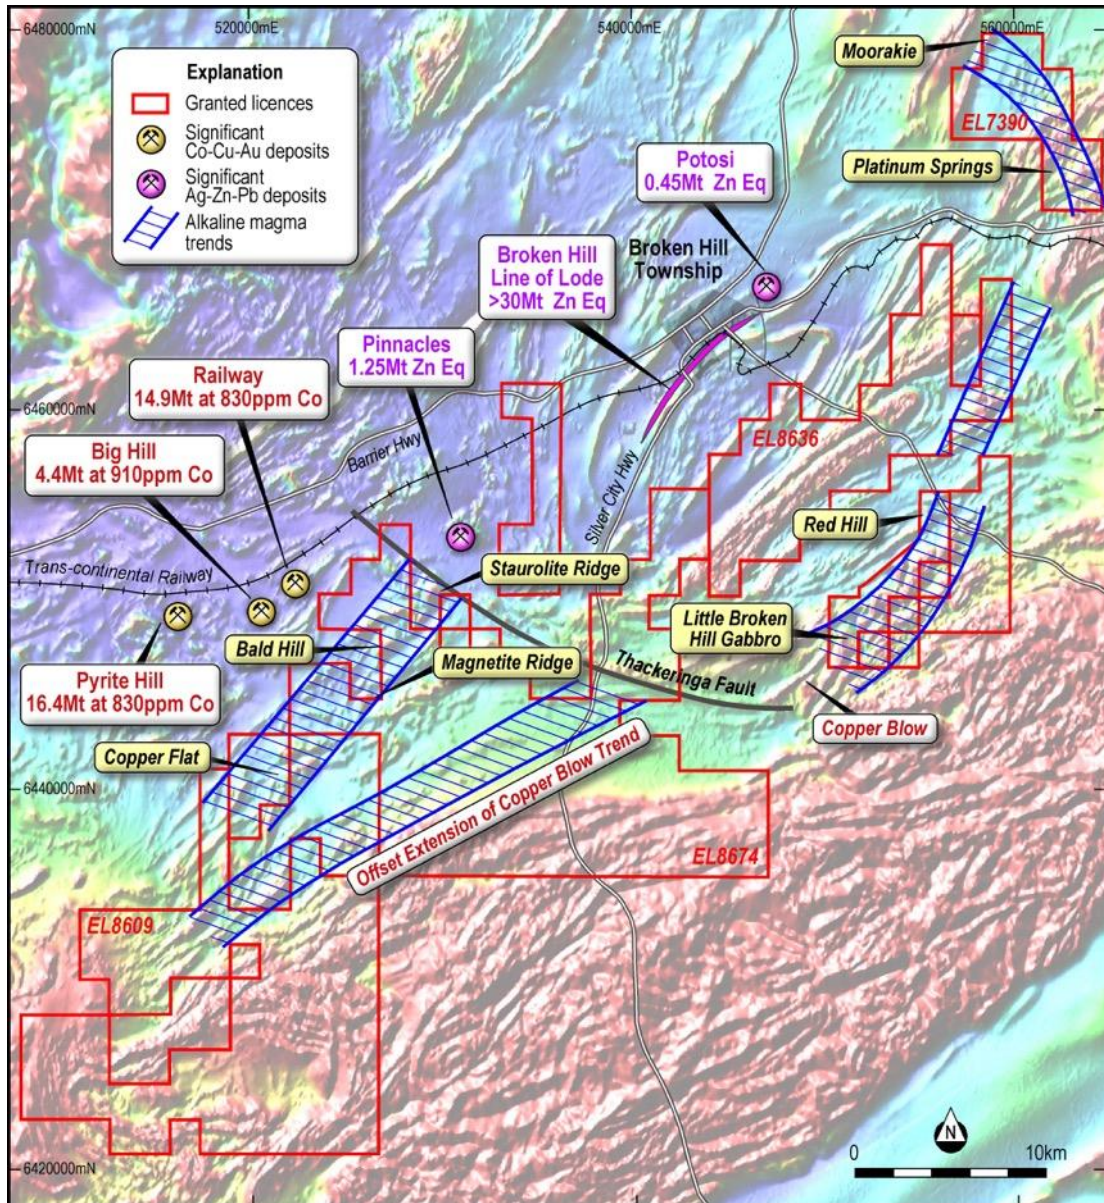 520000mE
540000mE
560000mE
6480000mN
Explanation
Granted licences
Significant
Co-Cu-Au deposits
Significant
Ag-Zn-Pb deposits
Alkaline magma
trends
Moorakie
EL7390
Platinum Springs
Potosi
0.45Mt Zn Eq
Broken Hill
Line of Lode
>30Mt Zn Eq
Broken Hill
Township
Pinnacles
1.25Mt Zn Eq
Railway
14.9Mt at 830ppm Co
6460000mN
Big Hill
4.4Mt at 910ppm Co
Barrier Hwy
Silver City Hwy
EL8636
Red Hill
Trans-continental Railway
Staurolite Ridge
Little Broken
Hill Gabbro
Bald Hill
Magnetite Ridge
Thackeringa Fault
Pyrite Hill
16.4Mt at 830ppm Co
Copper Blow
Copper Flat
6440000mN
Offset Extension of Copper Blow Trend
EL8674
EL8609
N
0
10km
6420000mN